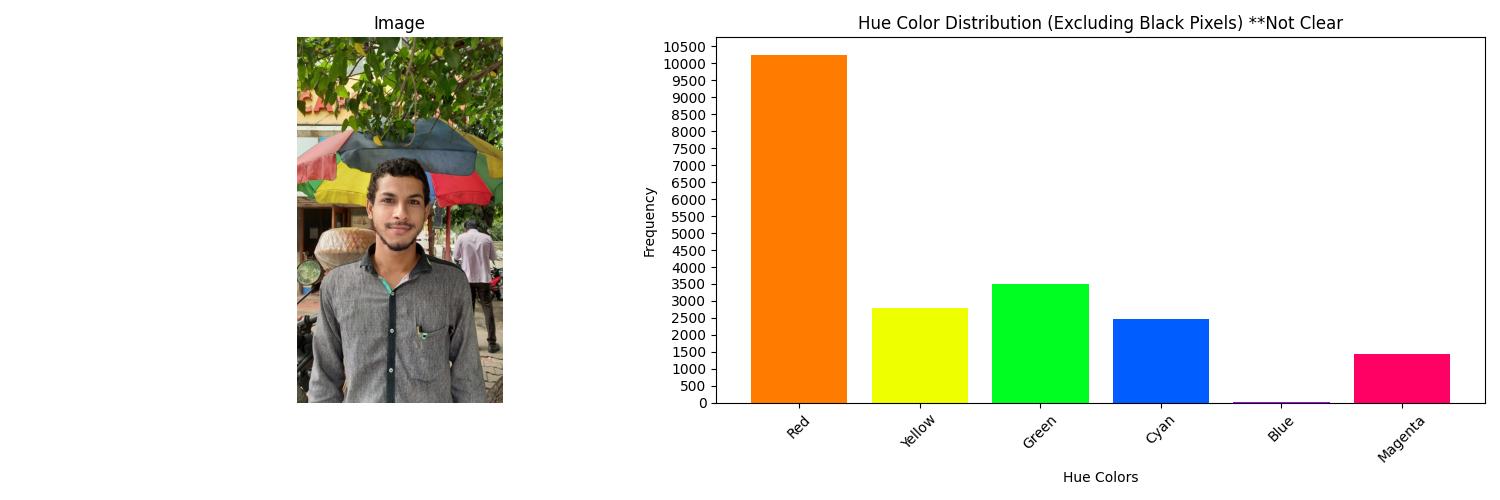 Image
Hue Color Distribution (Excluding Black Pixels) **Not Clear
10500
10000
9500
9000
8500
8000
7500
7000
6500
6000
5500
5000
4500
4000
3500
3000
2500
2000
1500
1000
500
0
Frequency
Red
Yellow
Green
Cyan
Blue
Magenta
Hue Colors